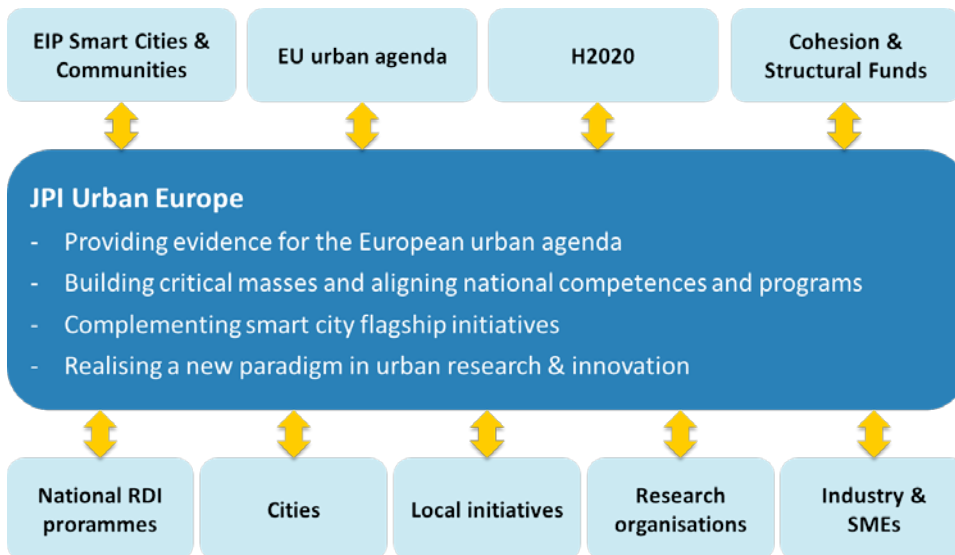 EIP Smart Cities &
Communities
EU urban agenda
H2020
Cohesion &
Structural Funds
JPI Urban Europe
- Providing evidence for the European urban agenda
- Building critical masses and aligning national competences and programs
- Complementing smart city flagship initiatives
- Realising a new paradigm in urban research & innovation
National RDI
prorammes
Cities
Local initiatives
Research
organisations
Industry &
SMEs